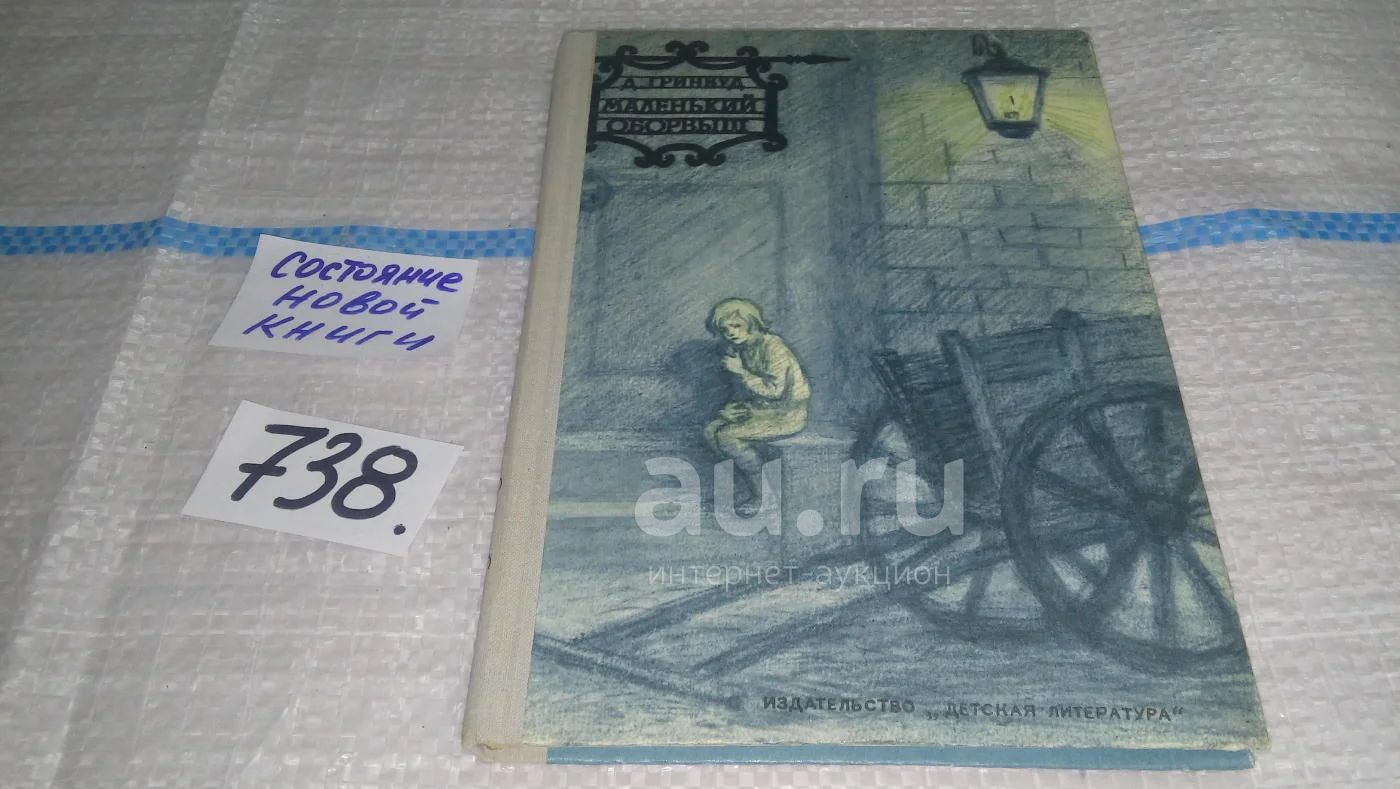 Д. ГРИНВУД
МАЛЕНЬКИЙ
ОБОРВЫШ
СОСТОЯНИЕ
НОВОЙ
КНИГИ
738.
au.ru
интернет-аукцион
ИЗДАТЕЛЬСТВО „ДЕТСКАЯ ЛИТЕРАТУРА"